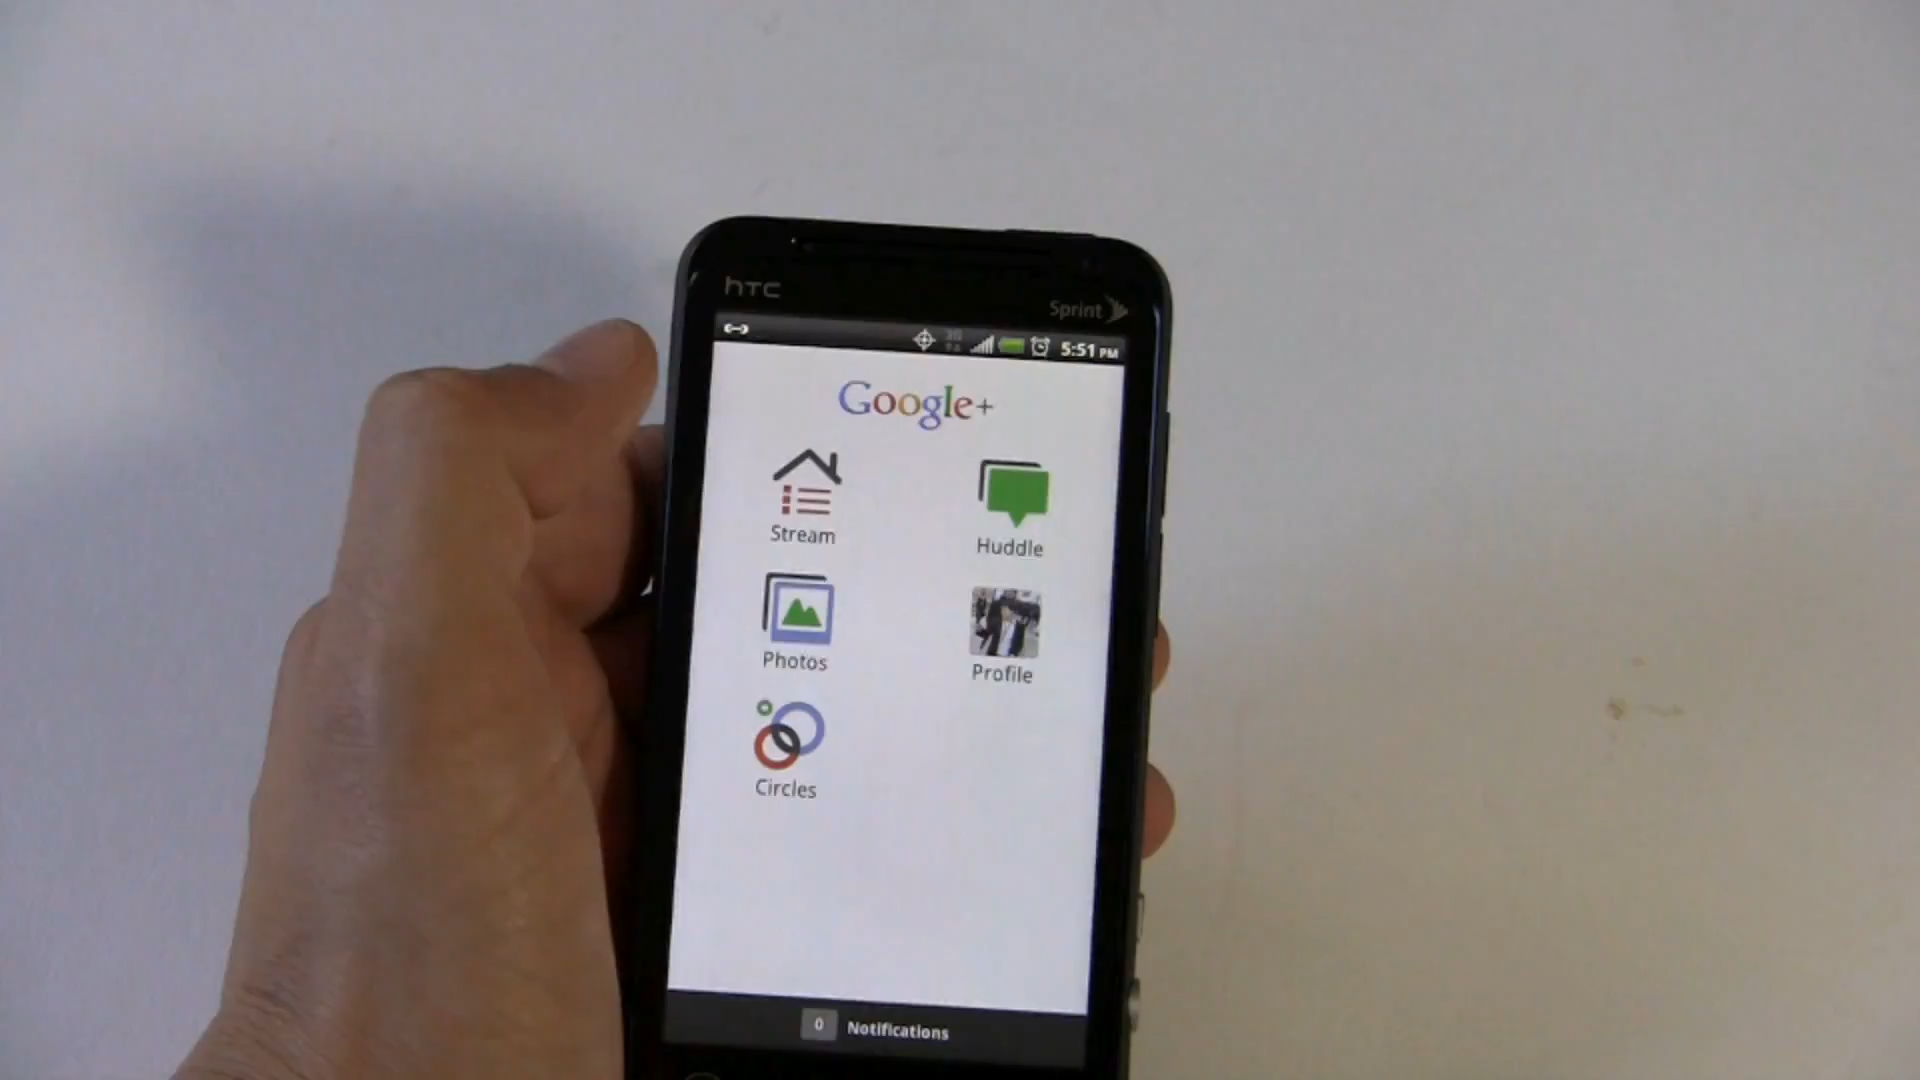 hTC
Sprint
5:51 PM
Google+
Stream
Huddle
Photos
Profile
Circles
0 Notifications